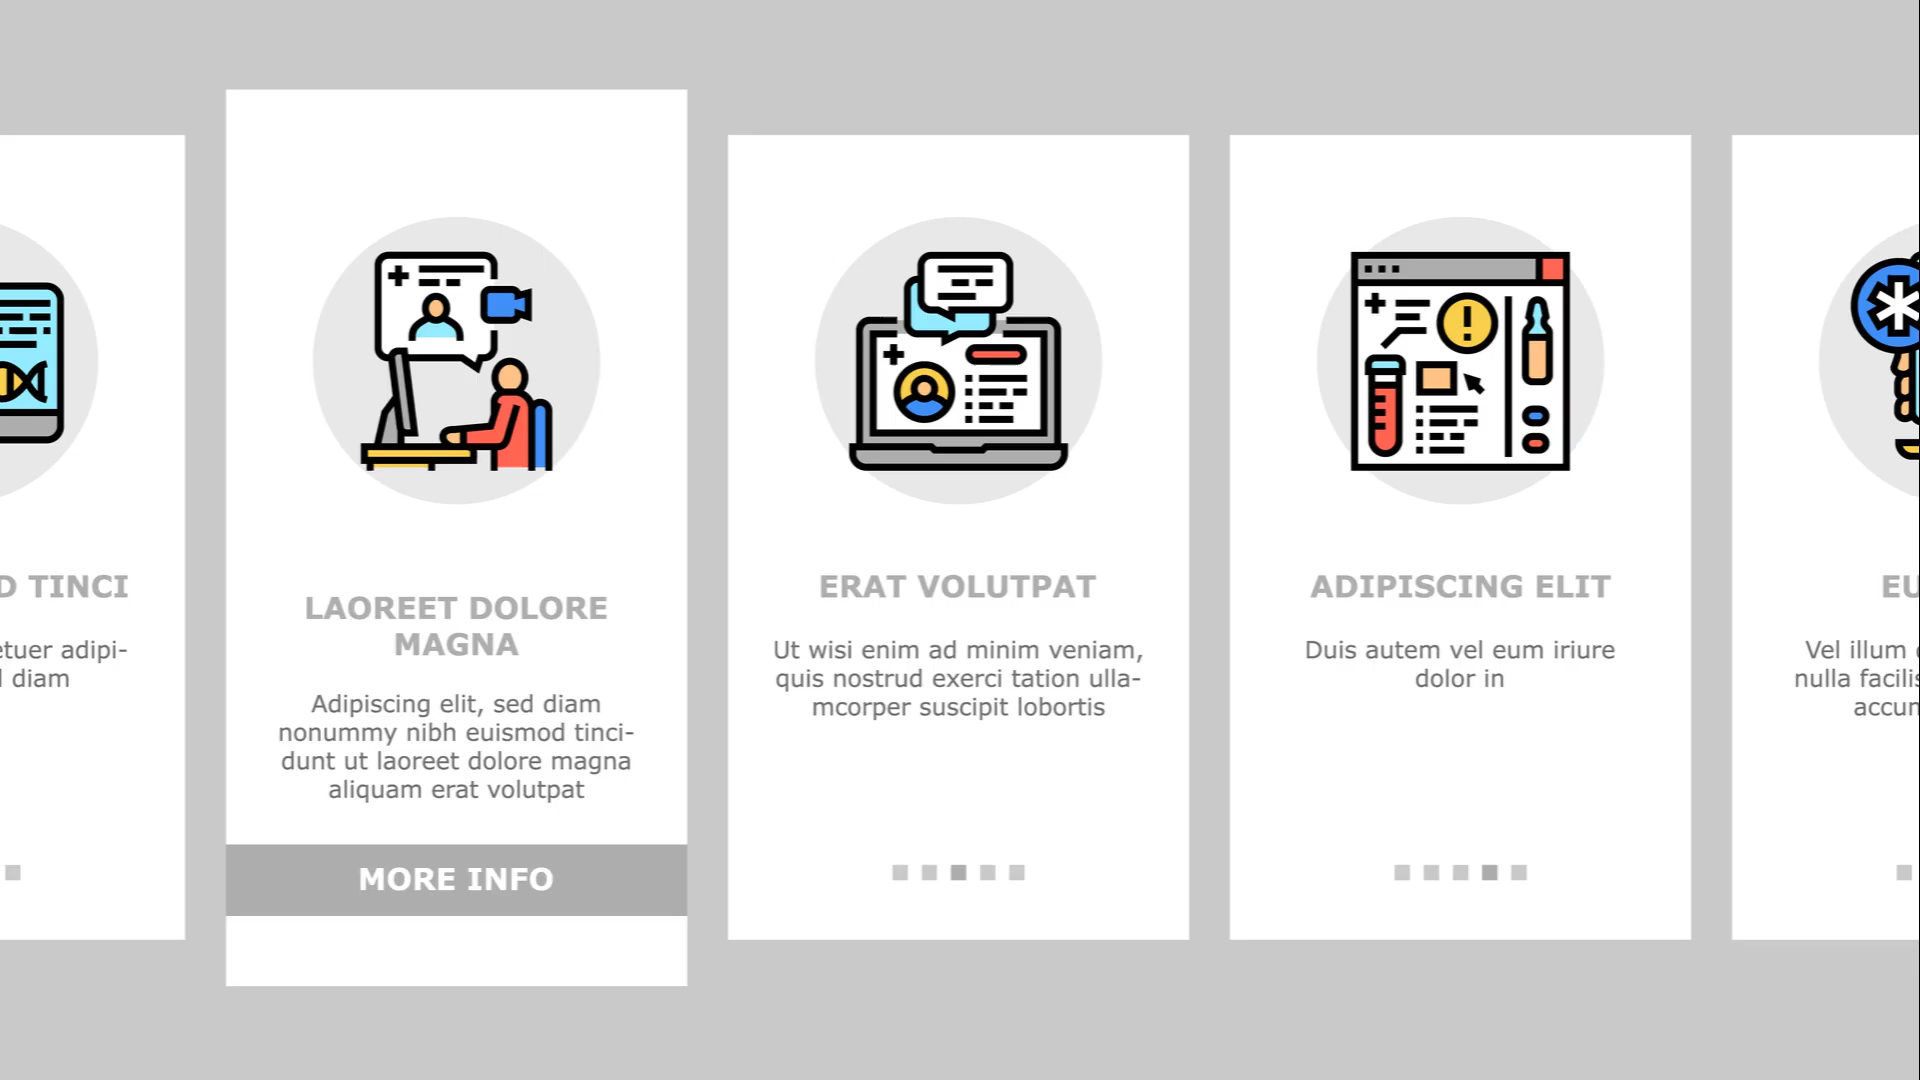 D TINCI
etuer adipi-
l diam
LAOREET DOLORE
MAGNA
Adipiscing elit, sed diam
nonummy nibh euismod tinci-
dunt ut laoreet dolore magna
aliquam erat volutpat
MORE INFO
ERAT VOLUTPAT
Ut wisi enim ad minim veniam,
quis nostrud exerci tation ulla-
mcorper suscipit lobortis
ADIPISCING ELIT
Duis autem vel eum iriure
dolor in
EU
Vel illum
nulla facilis
accum